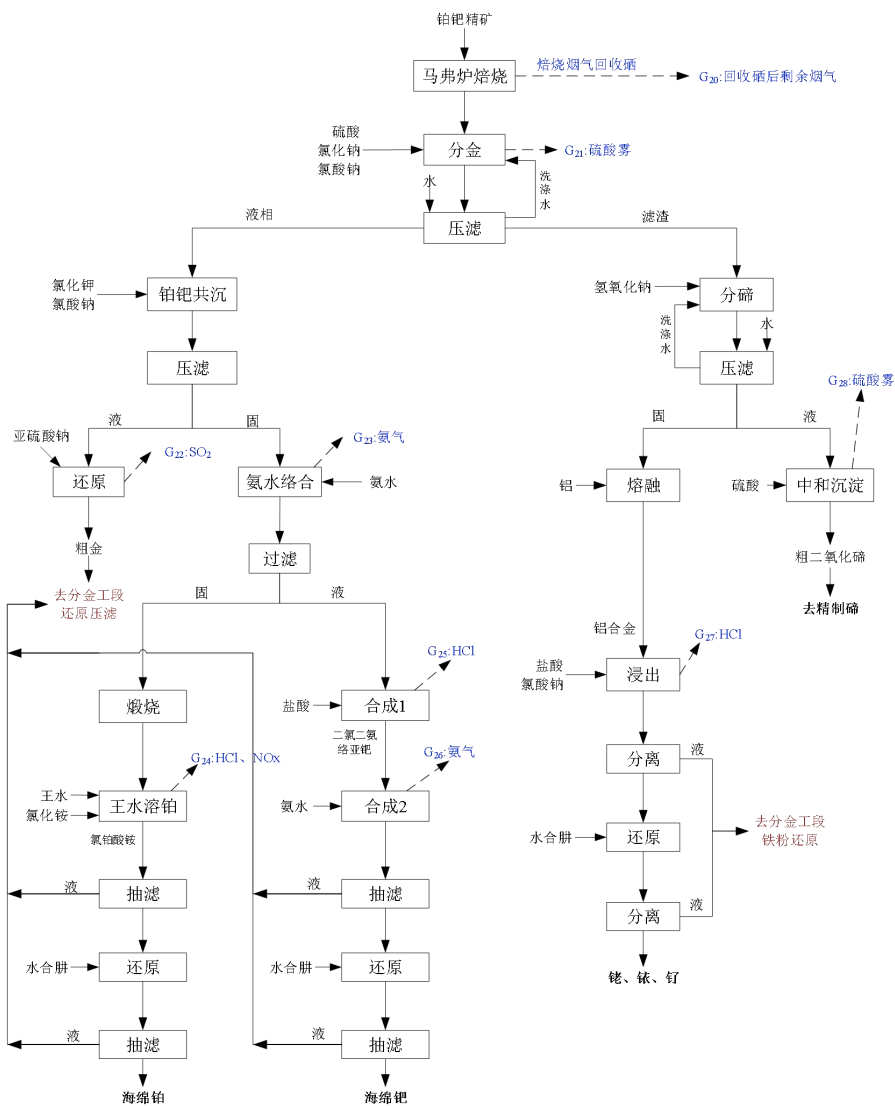 铂钯精矿
马弗炉焙烧
焙烧烟气回收硒
G20:回收硒后剩余烟气
硫酸
氯化钠
氯酸钠
分金
G21:硫酸雾
水
洗涤水
压滤
液相
滤渣
氯化钾
氯酸钠
铂钯共沉
氢氧化钠
分碲
洗涤水
水
压滤
压滤
G28:硫酸雾
液
固
固
液
亚硫酸钠
G22:SO2
G23:氨气
还原
氨水络合
氨水
铝
熔融
硫酸
中和沉淀
粗金
过滤
粗二氧化碲
去分金工段
还原压滤
固
液
去精制碲
铝合金
G25:HCl
G27:HCl
盐酸
氯酸钠
浸出
煅烧
盐酸
合成1
二氯二氨
络亚钯
G24:HCl、NOx
G26:氨气
分离
液
王水
氯化铵
王水溶铂
氨水
合成2
去分金工段
铁粉还原
水合肼
还原
氯铂酸铵
液
抽滤
液
抽滤
分离
液
水合肼
还原
水合肼
还原
铑、铱、钌
液
抽滤
液
抽滤
海绵铂
海绵钯